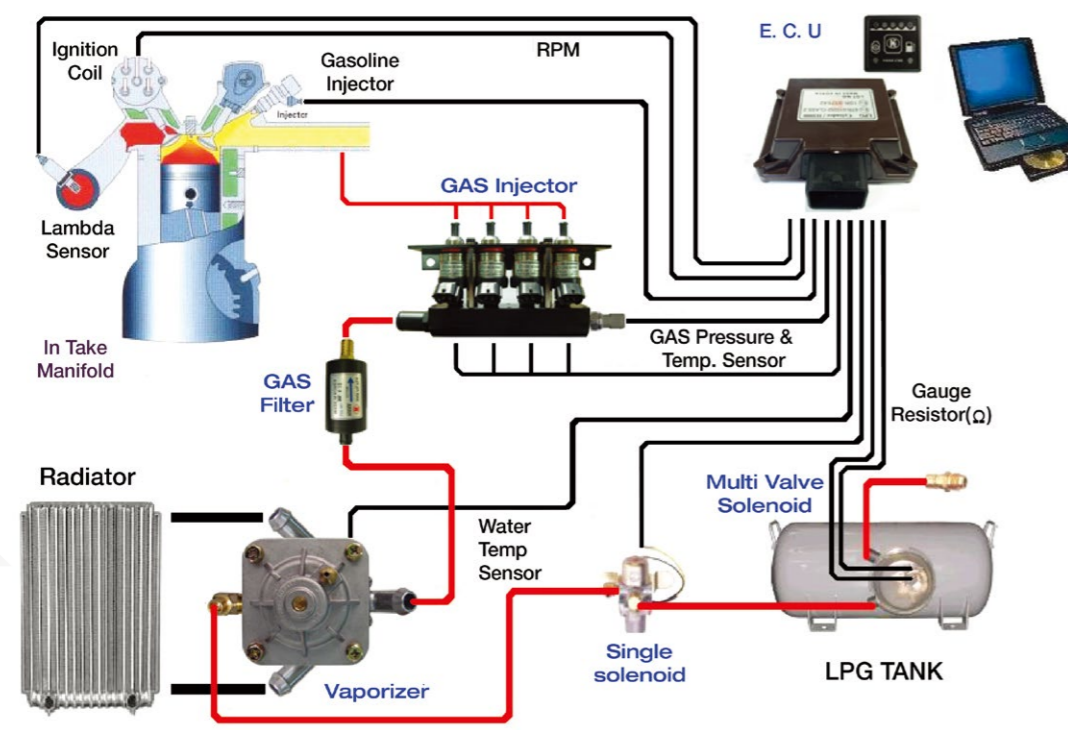 Ignition
Coil
Gasoline
Injector
Injector
RPM
E. C. U
Lambda
Sensor
GAS Injector
In Take
Manifold
GAS
Filter
GAS Pressure &
Temp. Sensor
Gauge
Resistor(Ω)
Radiator
Multi Valve
Solenoid
Water
Temp
Sensor
Vaporizer
Single
solenoid
LPG TANK